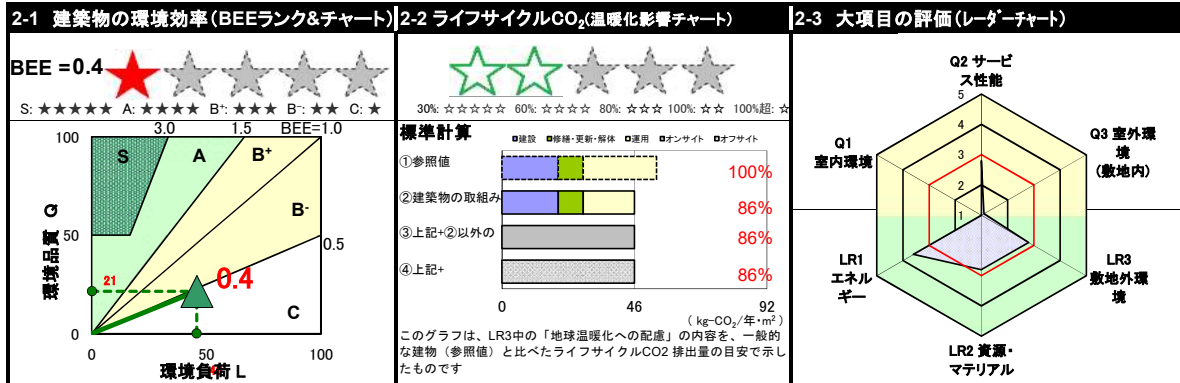 2-1 建築物の環境効率(BEEランク&チャート)
BEE = 0.4
S: ★★★★★ A: ★★★★ B⁺: ★★★ B⁻: ★★ C: ★
3.0 1.5 BEE=1.0
100
S A B⁺
B⁻
50
0.5
環境品質 Q
21
0.4
C
0
0 50 100
環境負荷 L
2-2 ライフサイクルCO₂(温暖化影響チャート)
30%: ☆☆☆☆☆ 60%: ☆☆☆☆ 80%: ☆☆☆ 100%: ☆☆ 100%超: ☆
標準計算
建設 修繕・更新・解体 運用 オンサイト オフサイト
①参照値 100%
②建築物の取組み 86%
③上記+②以外の 86%
④上記+ 86%
0 46 92
( kg-CO₂/年・m² )
このグラフは、LR3中の「地球温暖化への配慮」の内容を、一般的
な建物(参照値)と比べたライフサイクルCO2 排出量の目安で示し
たものです
2-3 大項目の評価(レーダーチャート)
Q2 サービ
ス性能
5
4
3
2
1
Q1
室内環境
Q3 室外環
境
(敷地内)
LR1
エネル
ギー
LR3
敷地外環
境
LR2 資源・
マテリアル